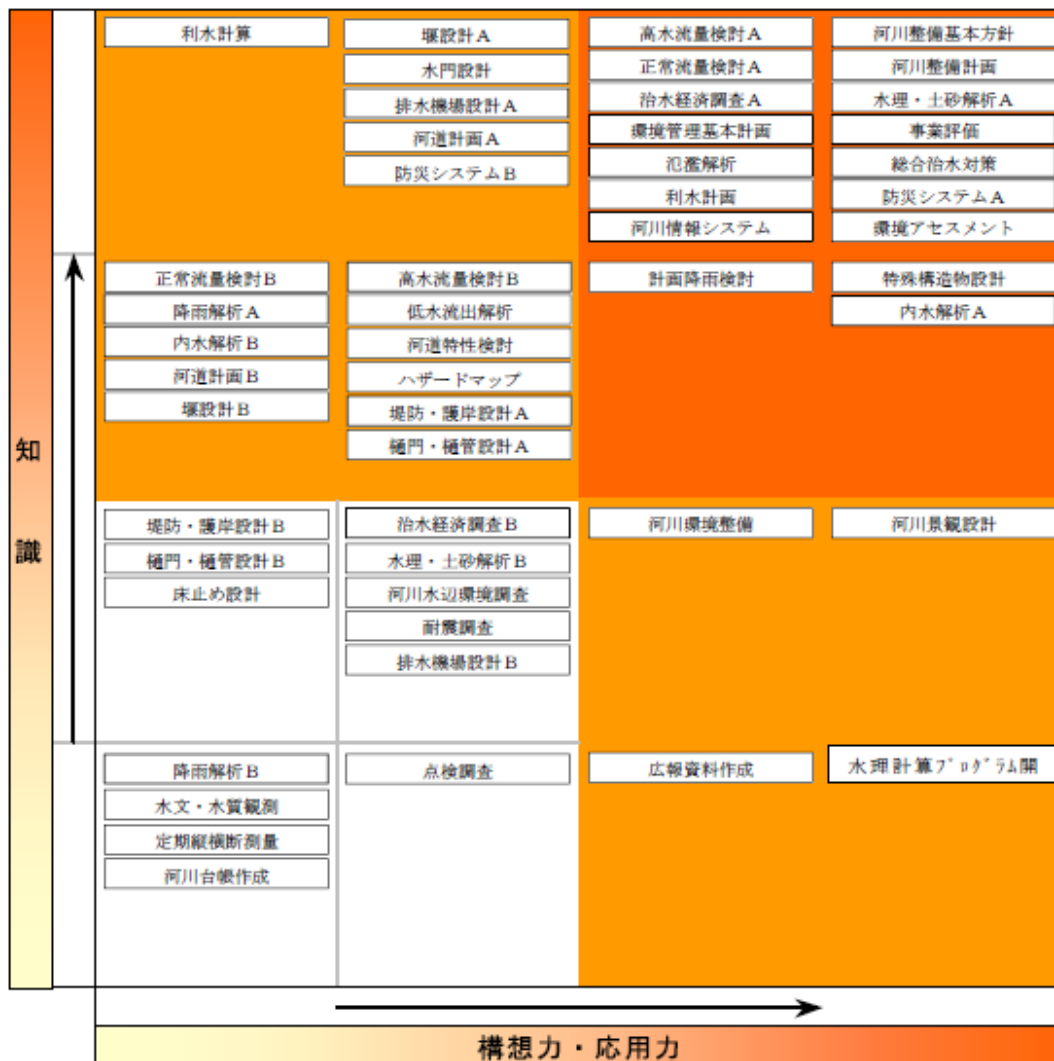 利水計算
堰設計A
水門設計
排水機場設計A
河道計画A
防災システムB
高水流量検討A
正常流量検討A
治水経済調査A
環境管理基本計画
氾濫解析
利水計画
河川情報システム
河川整備基本方針
河川整備計画
水理・土砂解析A
事業評価
総合治水対策
防災システムA
環境アセスメント
正常流量検討B
降雨解析A
内水解析B
河道計画B
堰設計B
高水流量検討B
低水流出解析
河道特性検討
ハザードマップ
堤防・護岸設計A
樋門・樋管設計A
計画降雨検討
特殊構造物設計
内水解析A
知
識
堤防・護岸設計B
樋門・樋管設計B
床止め設計
治水経済調査B
水理・土砂解析B
河川水辺環境調査
耐震調査
排水機場設計B
河川環境整備
河川景観設計
降雨解析B
水文・水質観測
定期縦横断測量
河川台帳作成
点検調査
広報資料作成
水理計算ﾌﾟﾛｸﾞﾗﾑ開
構想力・応用力